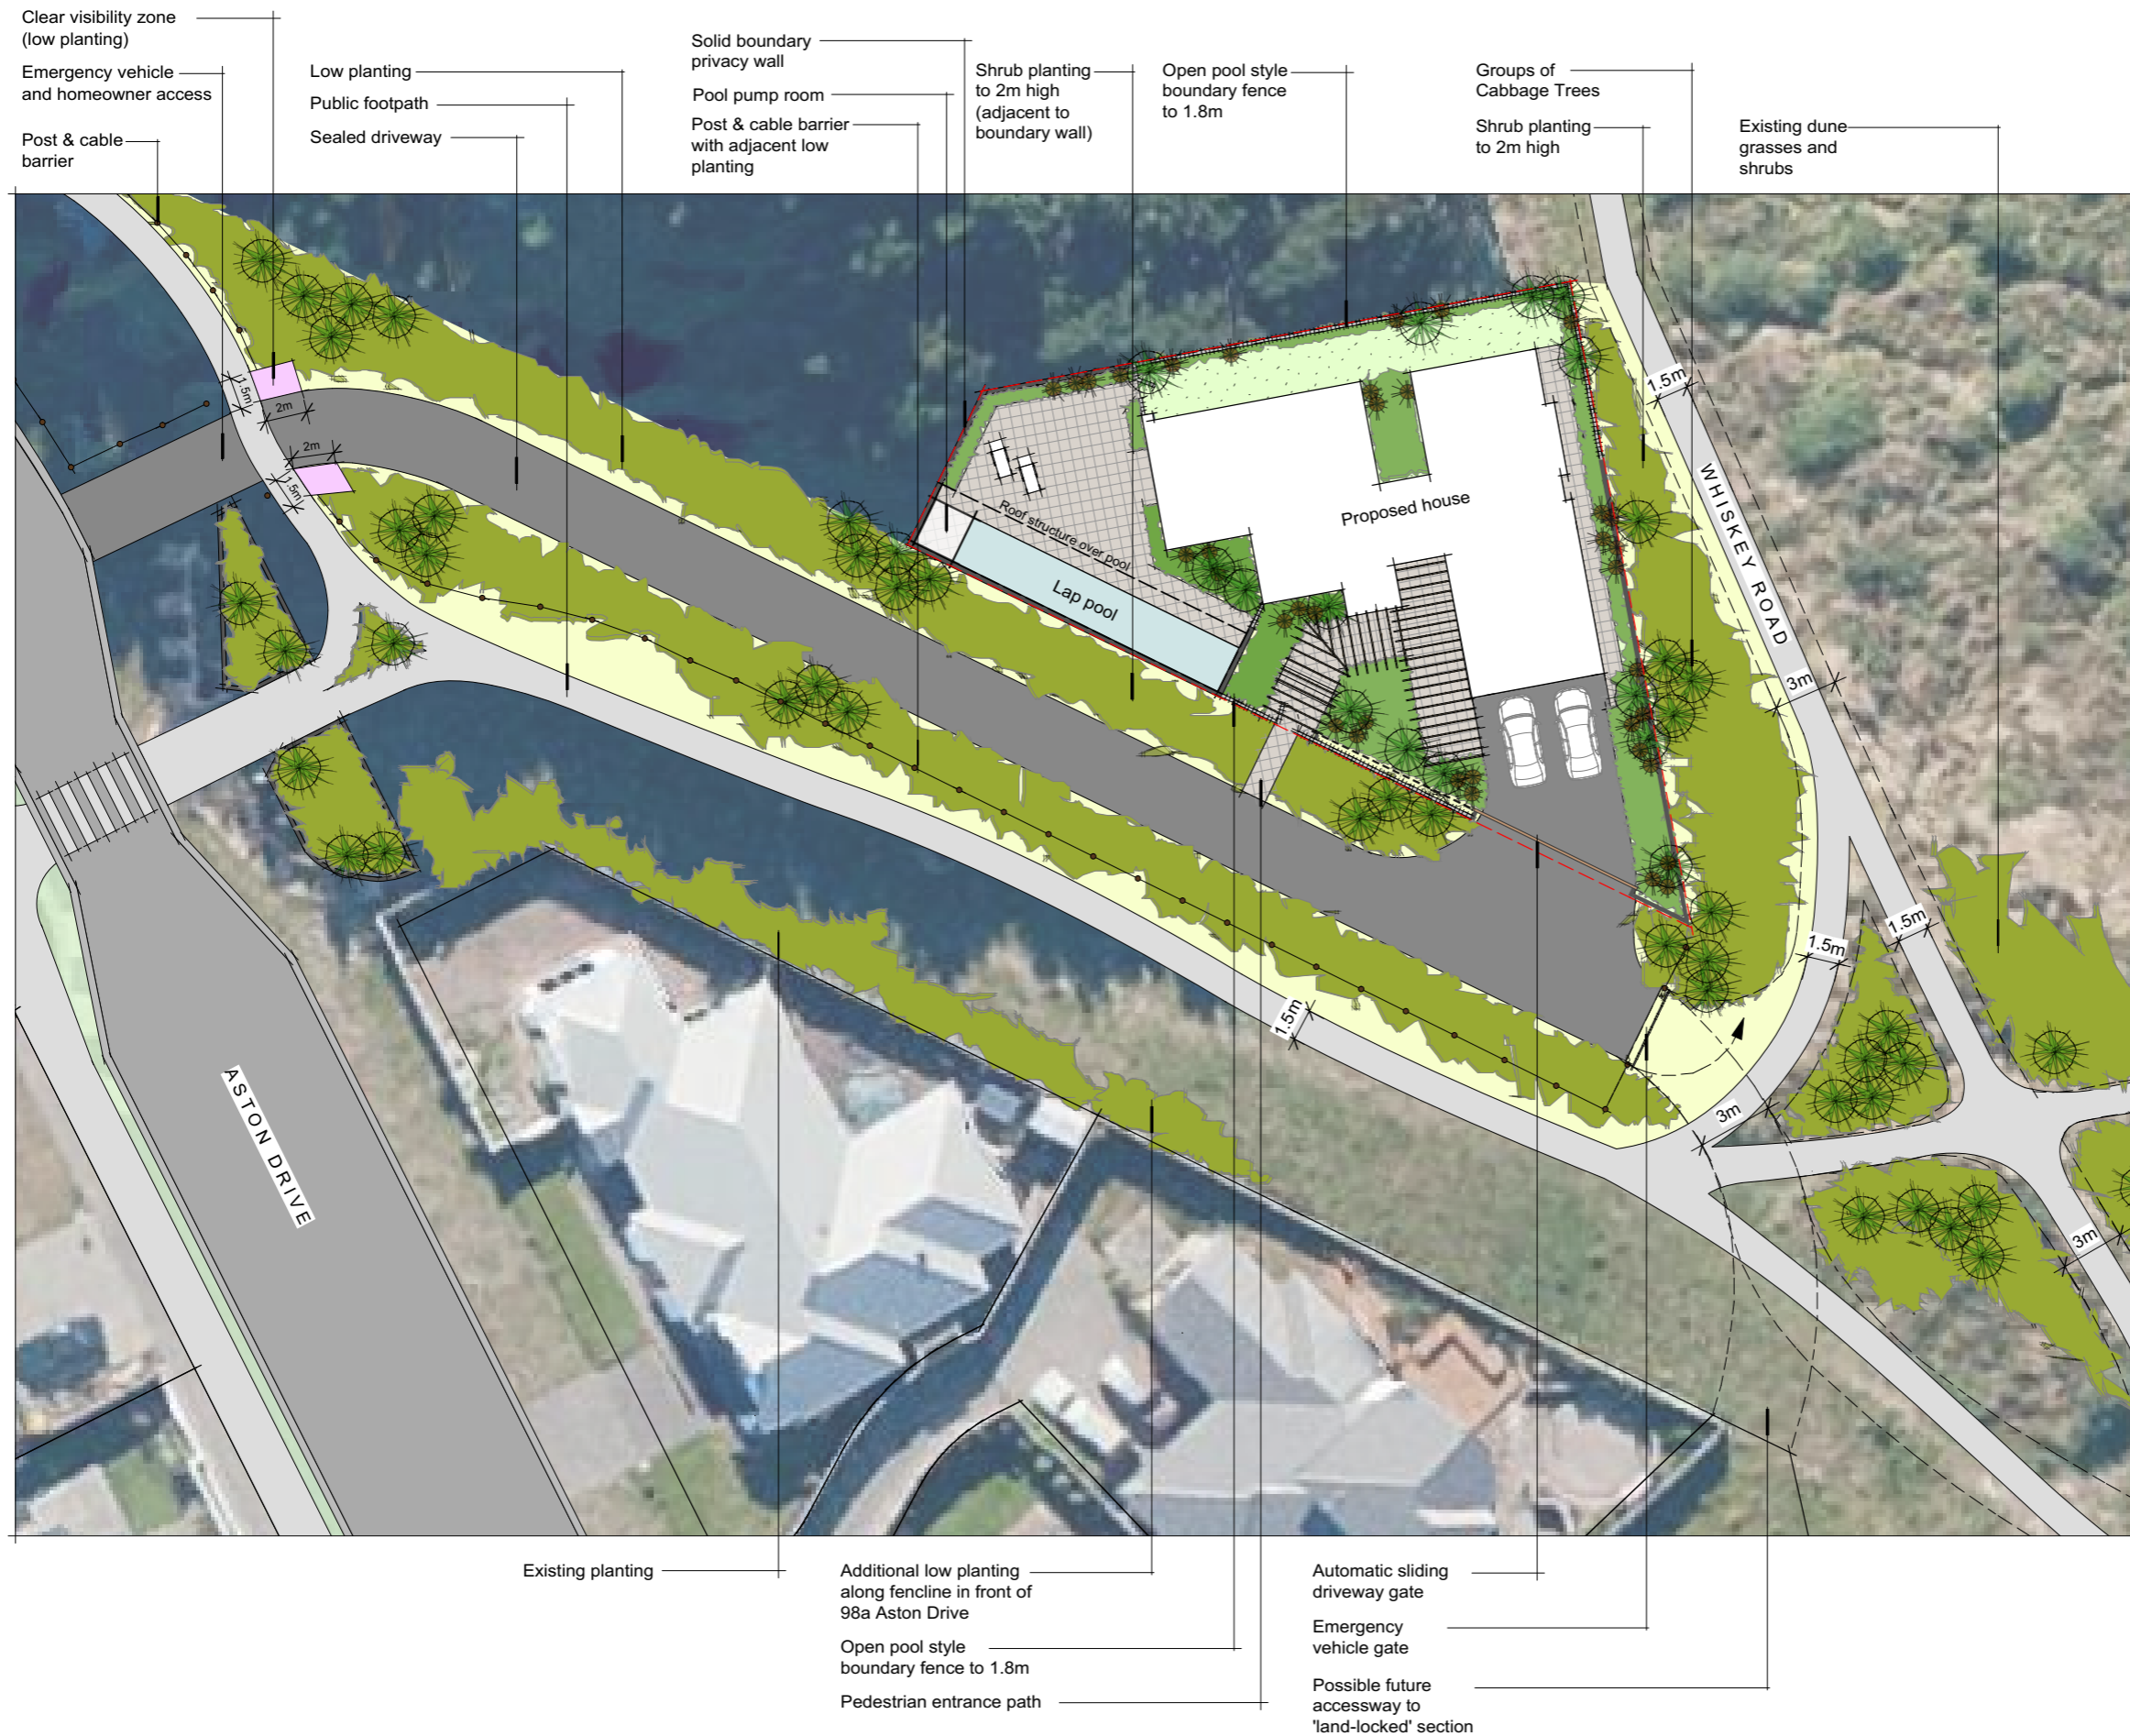 Clear visibility zone
(low planting)
Emergency vehicle
and homeowner access
Post & cable
barrier
Low planting
Public footpath
Sealed driveway
Solid boundary
privacy wall
Pool pump room
Post & cable barrier
with adjacent low
planting
Shrub planting
to 2m high
(adjacent to
boundary wall)
Open pool style
boundary fence
to 1.8m
Groups of
Cabbage Trees
Shrub planting
to 2m high
Existing dune
grasses and
shrubs
1.5m
2m
2m
1.5m
1.5m
Roof structure over pool
Lap pool
Proposed house
WHISKEY ROAD
3m
1.5m
1.5m
1.5m
3m
3m
ASTON DRIVE
Existing planting
Additional low planting
along fencline in front of
98a Aston Drive
Open pool style
boundary fence to 1.8m
Pedestrian entrance path
Automatic sliding
driveway gate
Emergency
vehicle gate
Possible future
accessway to
'land-locked' section